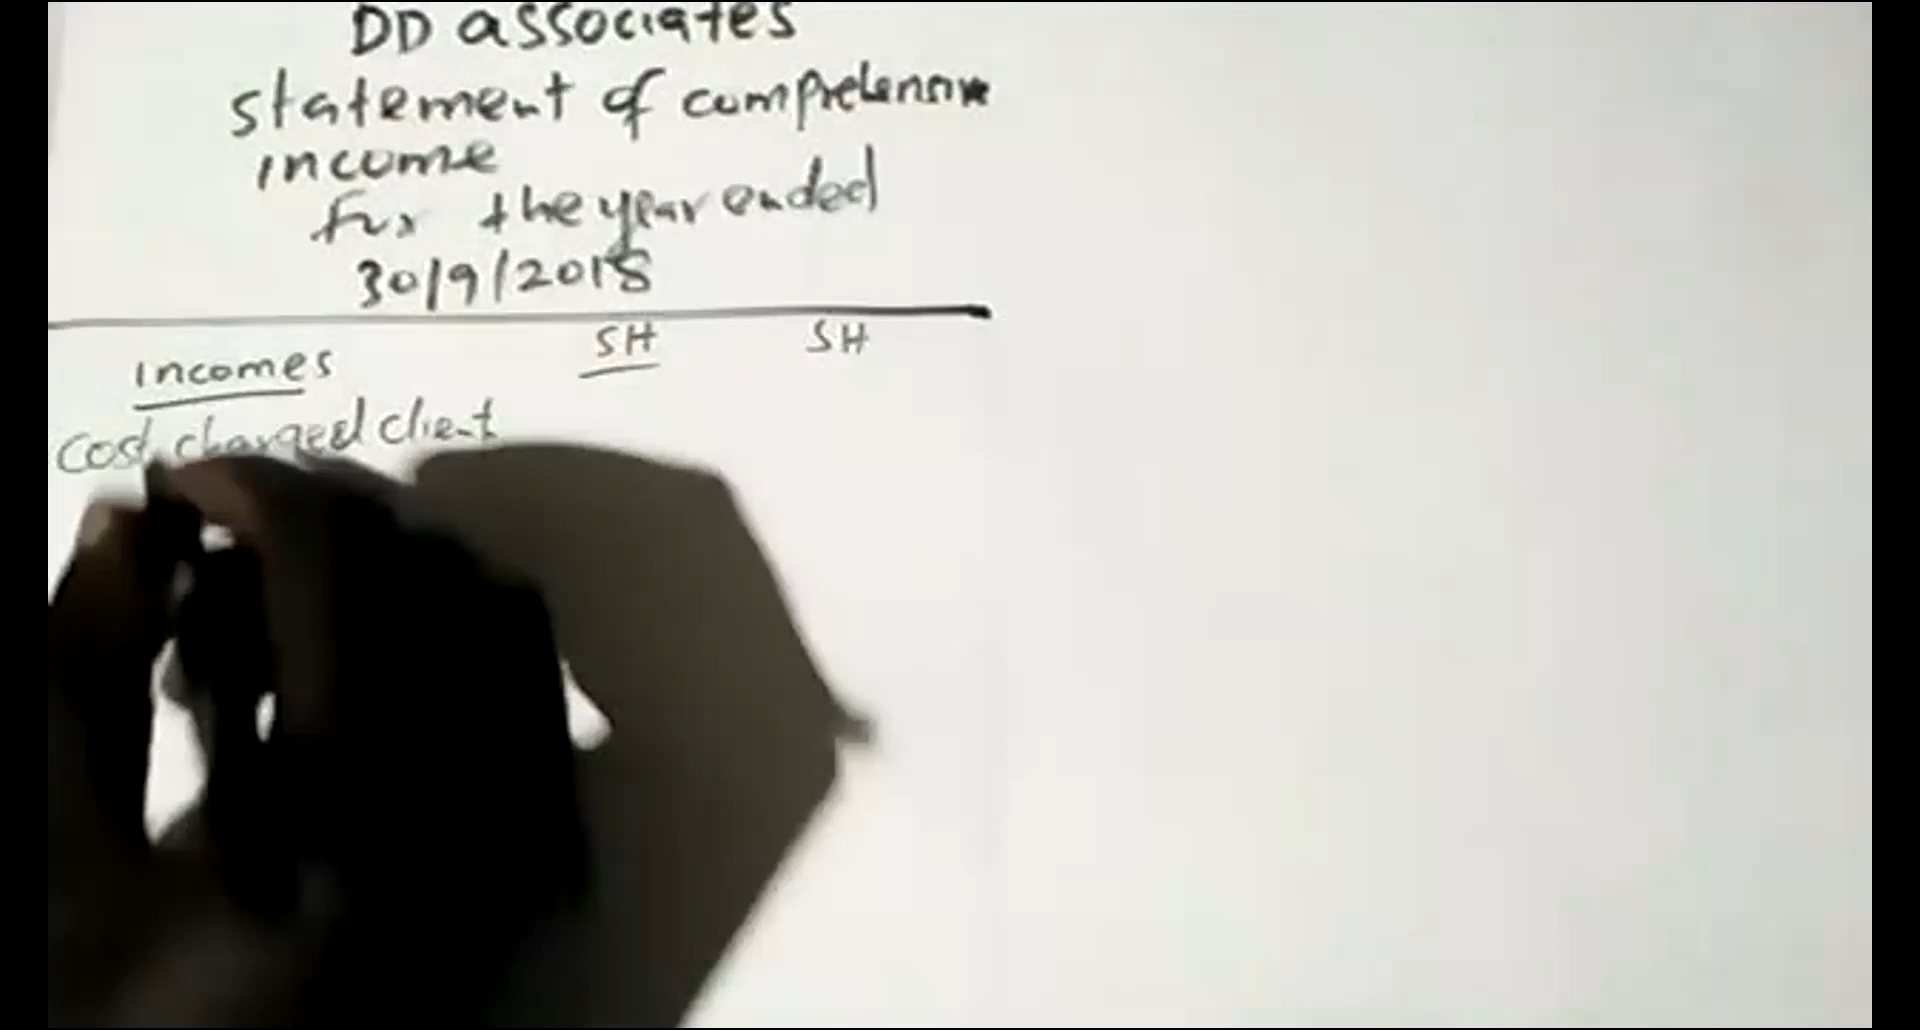 DD associates
statement of comprehensive
income
for the year ended
30/9/2018
SH SH
Incomes
cost charged client